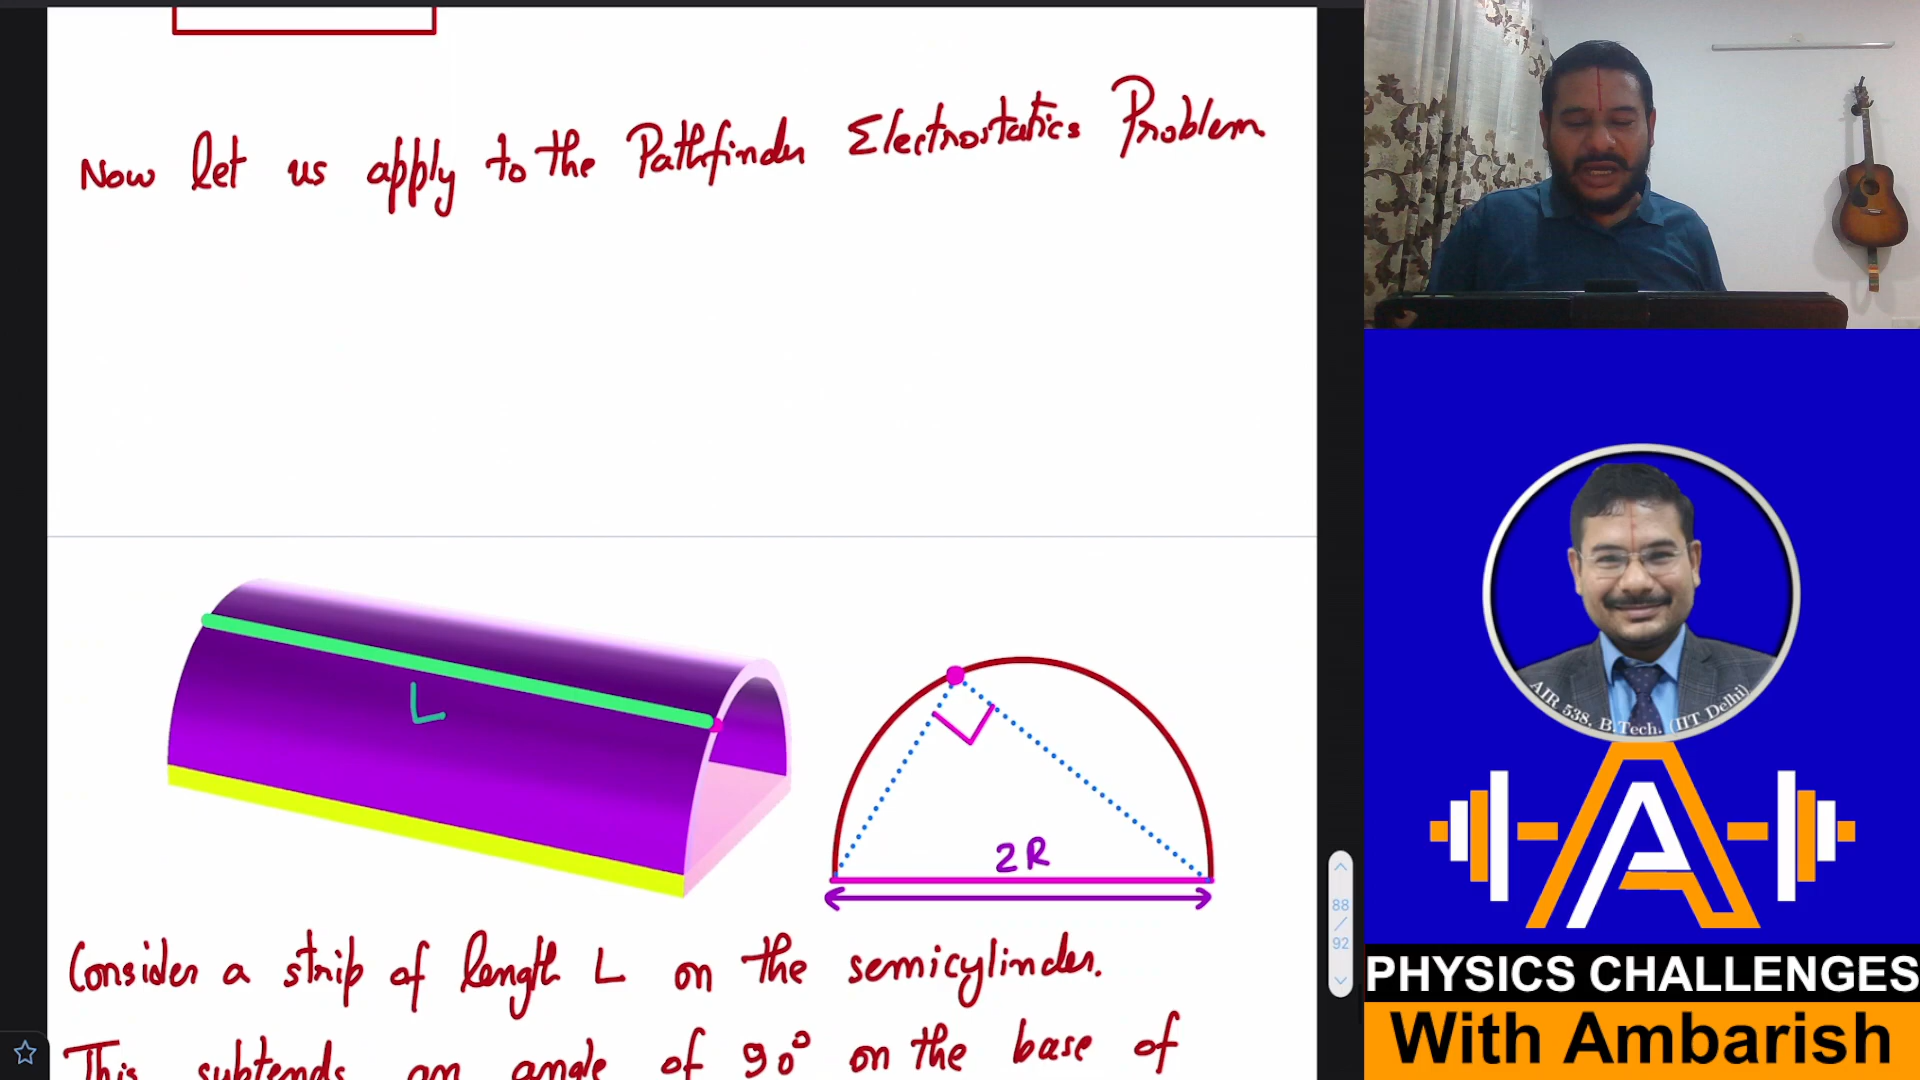 Now let us apply to the Pathfinder Electrostatics Problem
L
2R
Consider a strip of length L on the semicylinder.
This subtends an angle of 90° on the base of
88
/
92
AIR 538, B.Tech. (IIT Delhi)
PHYSICS CHALLENGES
With Ambarish